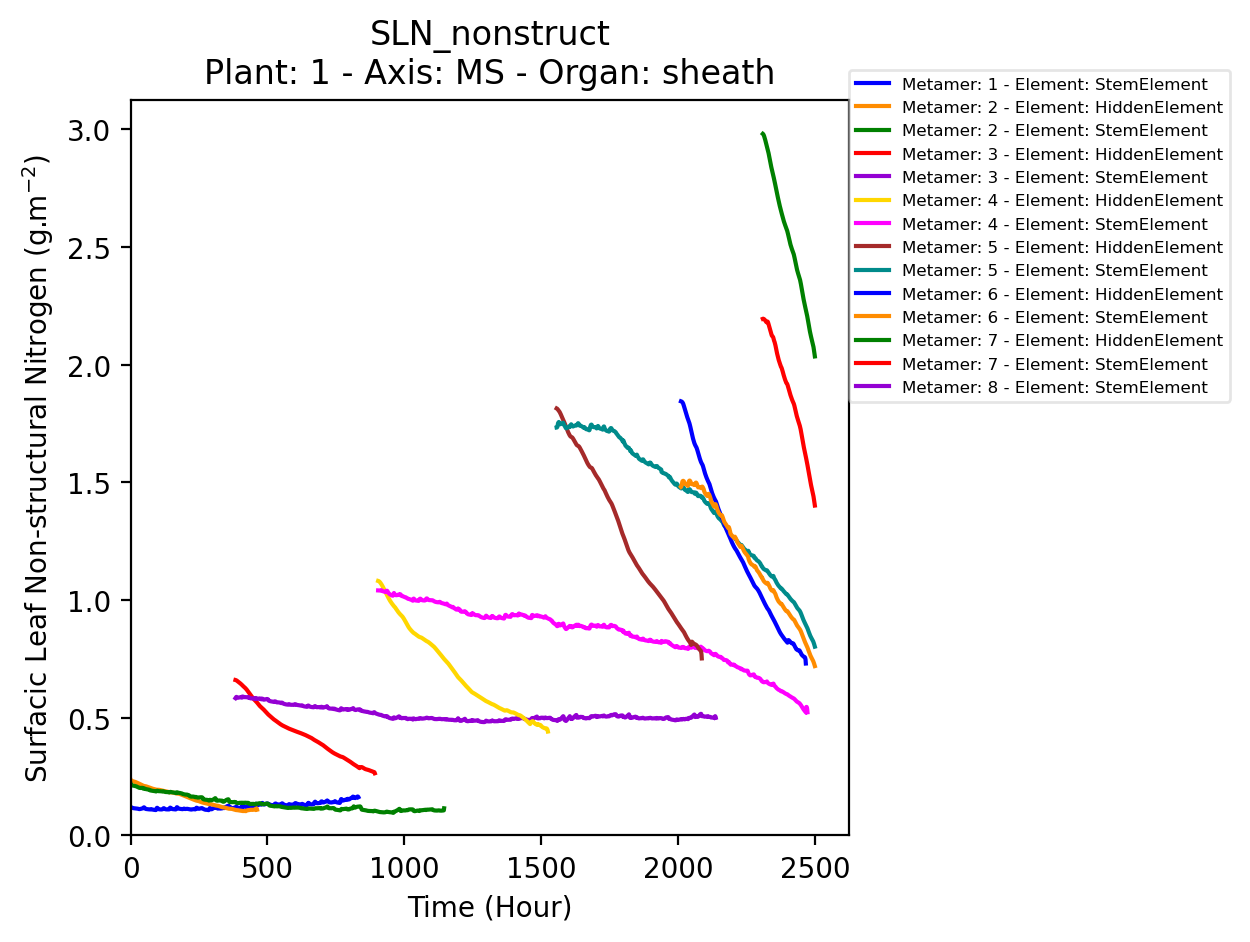 SLN_nonstruct
Plant: 1 - Axis: MS - Organ: sheath
Surfacic Leaf Non-structural Nitrogen (g.m⁻²)
3.0
2.5
2.0
1.5
1.0
0.5
0.0
0 500 1000 1500 2000 2500
Time (Hour)
Metamer: 1 - Element: StemElement
Metamer: 2 - Element: HiddenElement
Metamer: 2 - Element: StemElement
Metamer: 3 - Element: HiddenElement
Metamer: 3 - Element: StemElement
Metamer: 4 - Element: HiddenElement
Metamer: 4 - Element: StemElement
Metamer: 5 - Element: HiddenElement
Metamer: 5 - Element: StemElement
Metamer: 6 - Element: HiddenElement
Metamer: 6 - Element: StemElement
Metamer: 7 - Element: HiddenElement
Metamer: 7 - Element: StemElement
Metamer: 8 - Element: StemElement